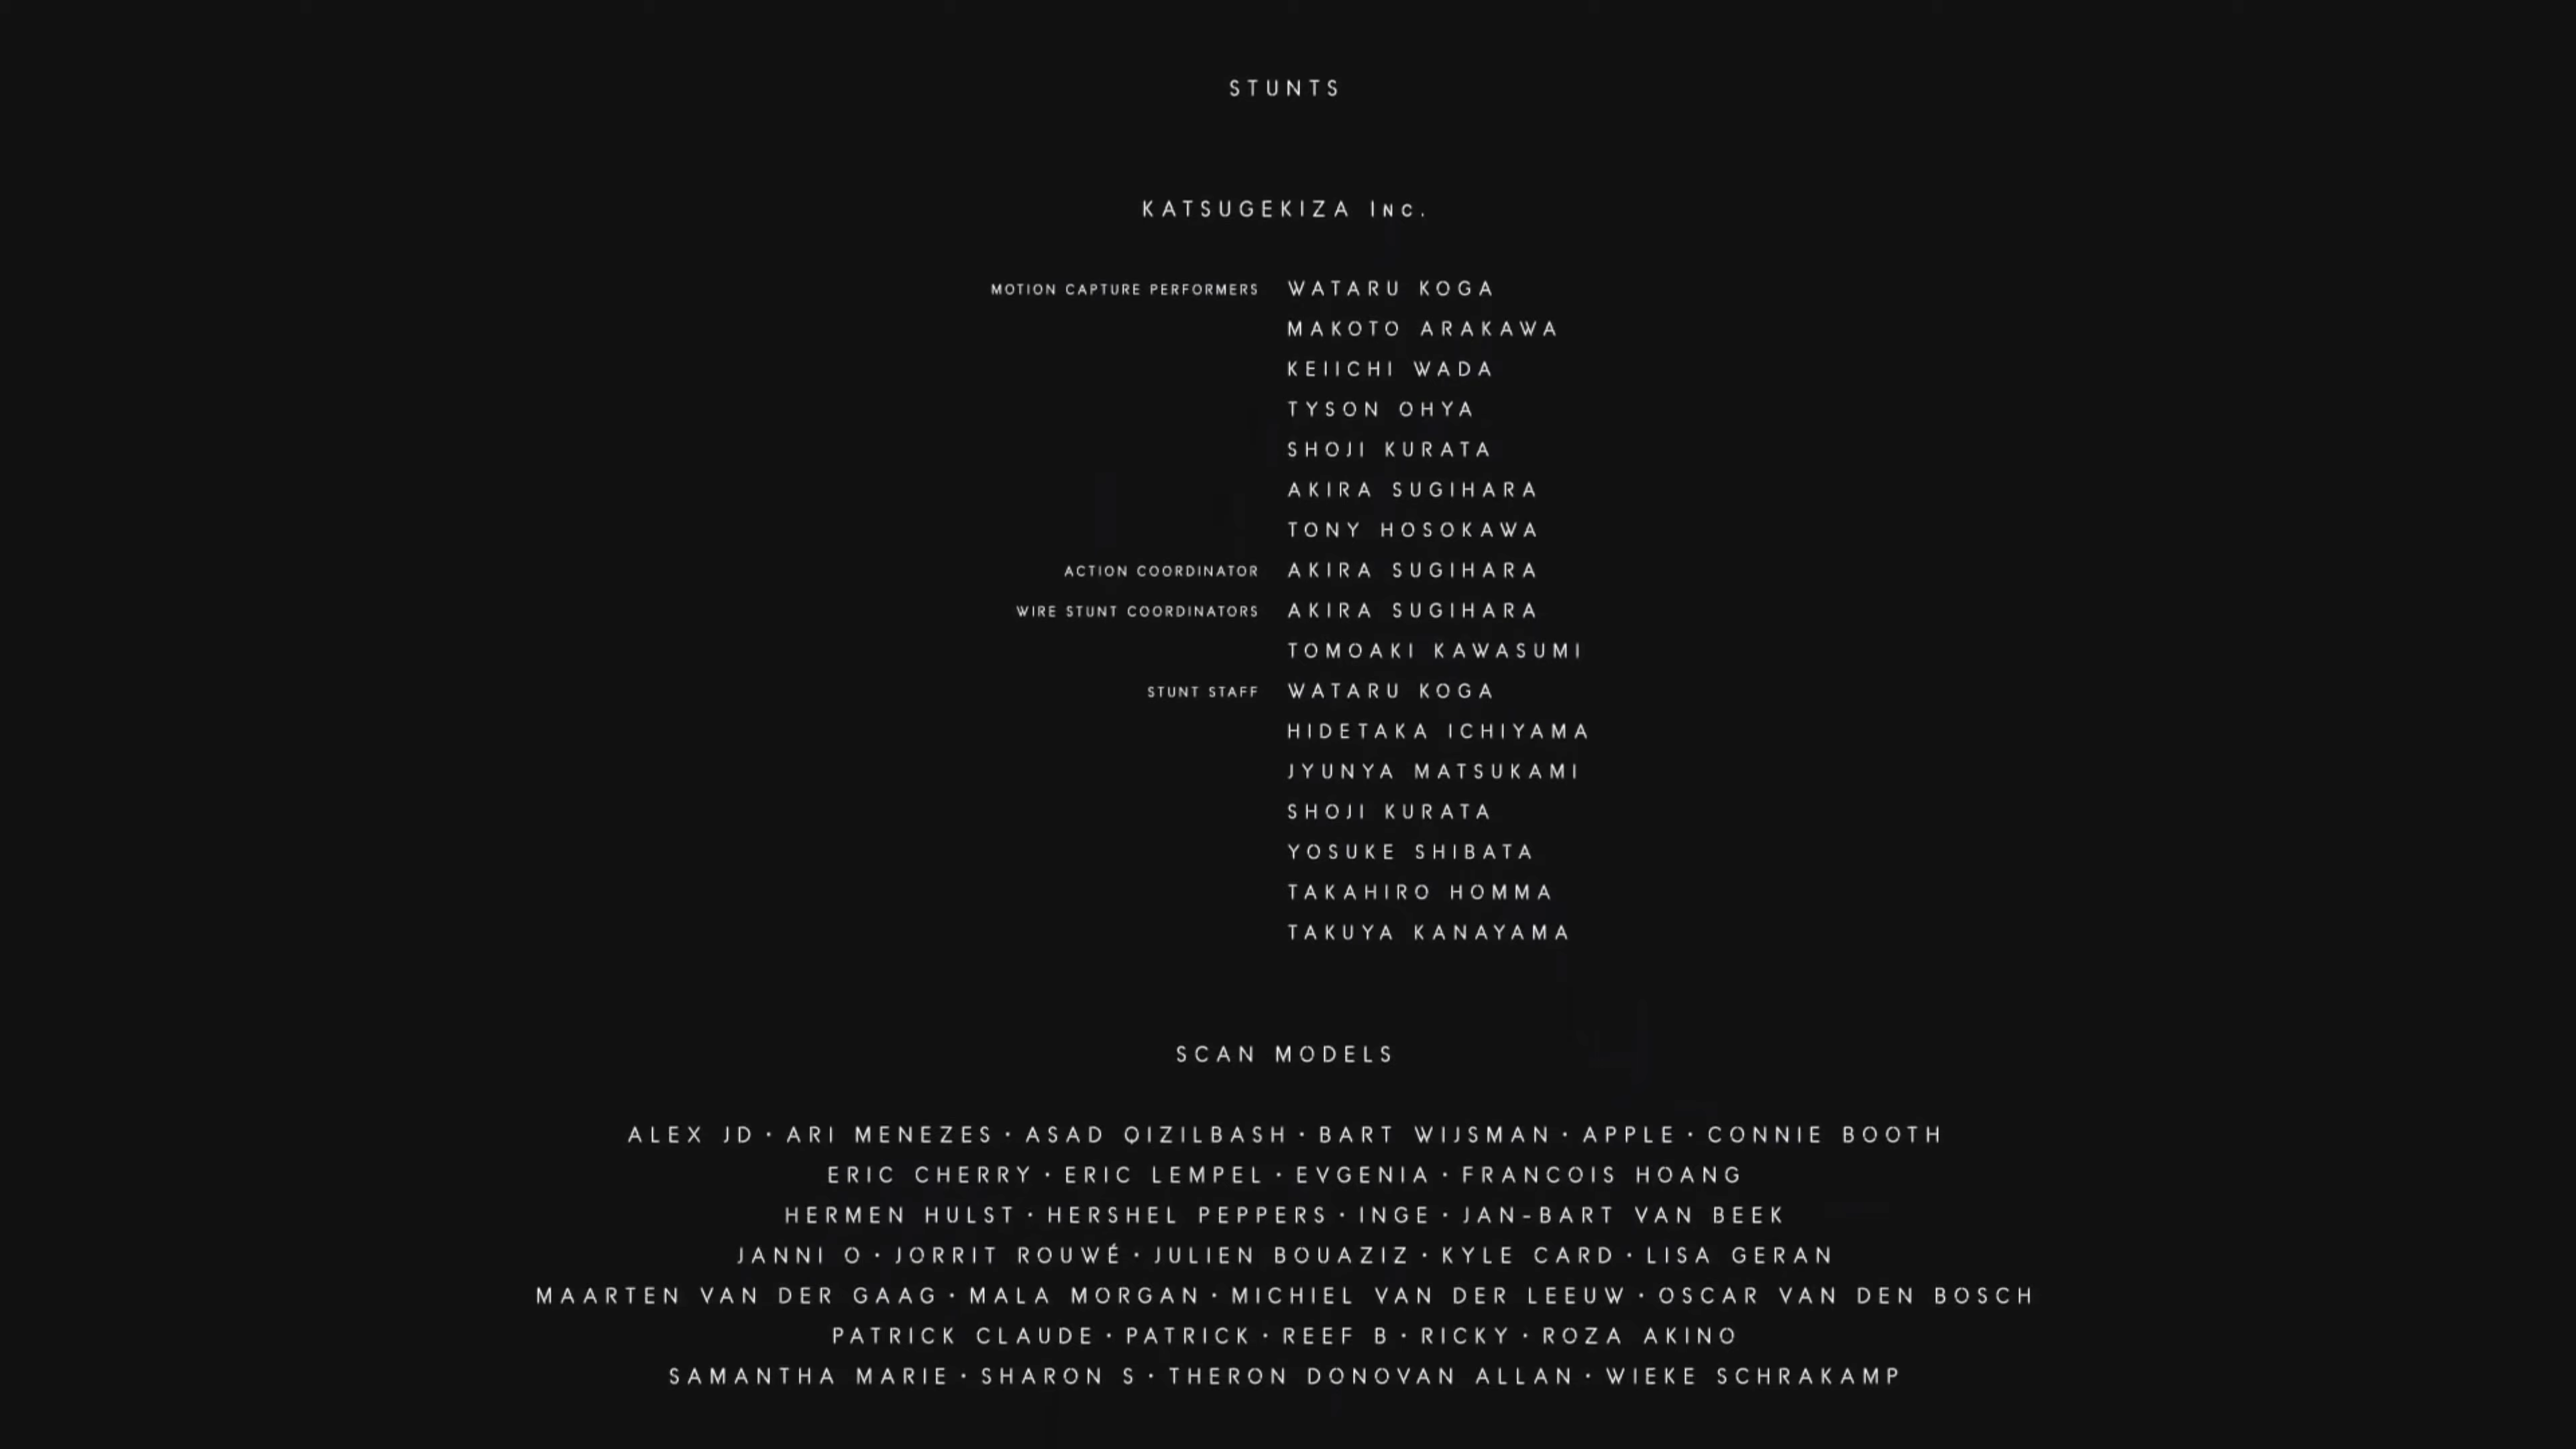 STUNTS
KATSUGEKIZA Inc.
MOTION CAPTURE PERFORMERS WATARU KOGA
MAKOTO ARAKAWA
KEIICHI WADA
TYSON OHYA
SHOJI KURATA
AKIRA SUGIHARA
TONY HOSOKAWA
ACTION COORDINATOR AKIRA SUGIHARA
WIRE STUNT COORDINATORS AKIRA SUGIHARA
TOMOAKI KAWASUMI
STUNT STAFF WATARU KOGA
HIDETAKA ICHIYAMA
JYUNYA MATSUKAMI
SHOJI KURATA
YOSUKE SHIBATA
TAKAHIRO HOMMA
TAKUYA KANAYAMA
SCAN MODELS
ALEX JD · ARI MENEZES · ASAD QIZILBASH · BART WIJSMAN · APPLE · CONNIE BOOTH
ERIC CHERRY · ERIC LEMPEL · EVGENIA · FRANCOIS HOANG
HERMEN HULST · HERSHEL PEPPERS · INGE · JAN-BART VAN BEEK
JANNI O · JORRIT ROUWÉ · JULIEN BOUAZIZ · KYLE CARD · LISA GERAN
MAARTEN VAN DER GAAG · MALA MORGAN · MICHIEL VAN DER LEEUW · OSCAR VAN DEN BOSCH
PATRICK CLAUDE · PATRICK · REEF B · RICKY · ROZA AKINO
SAMANTHA MARIE · SHARON S · THERON DONOVAN ALLAN · WIEKE SCHRAKAMP